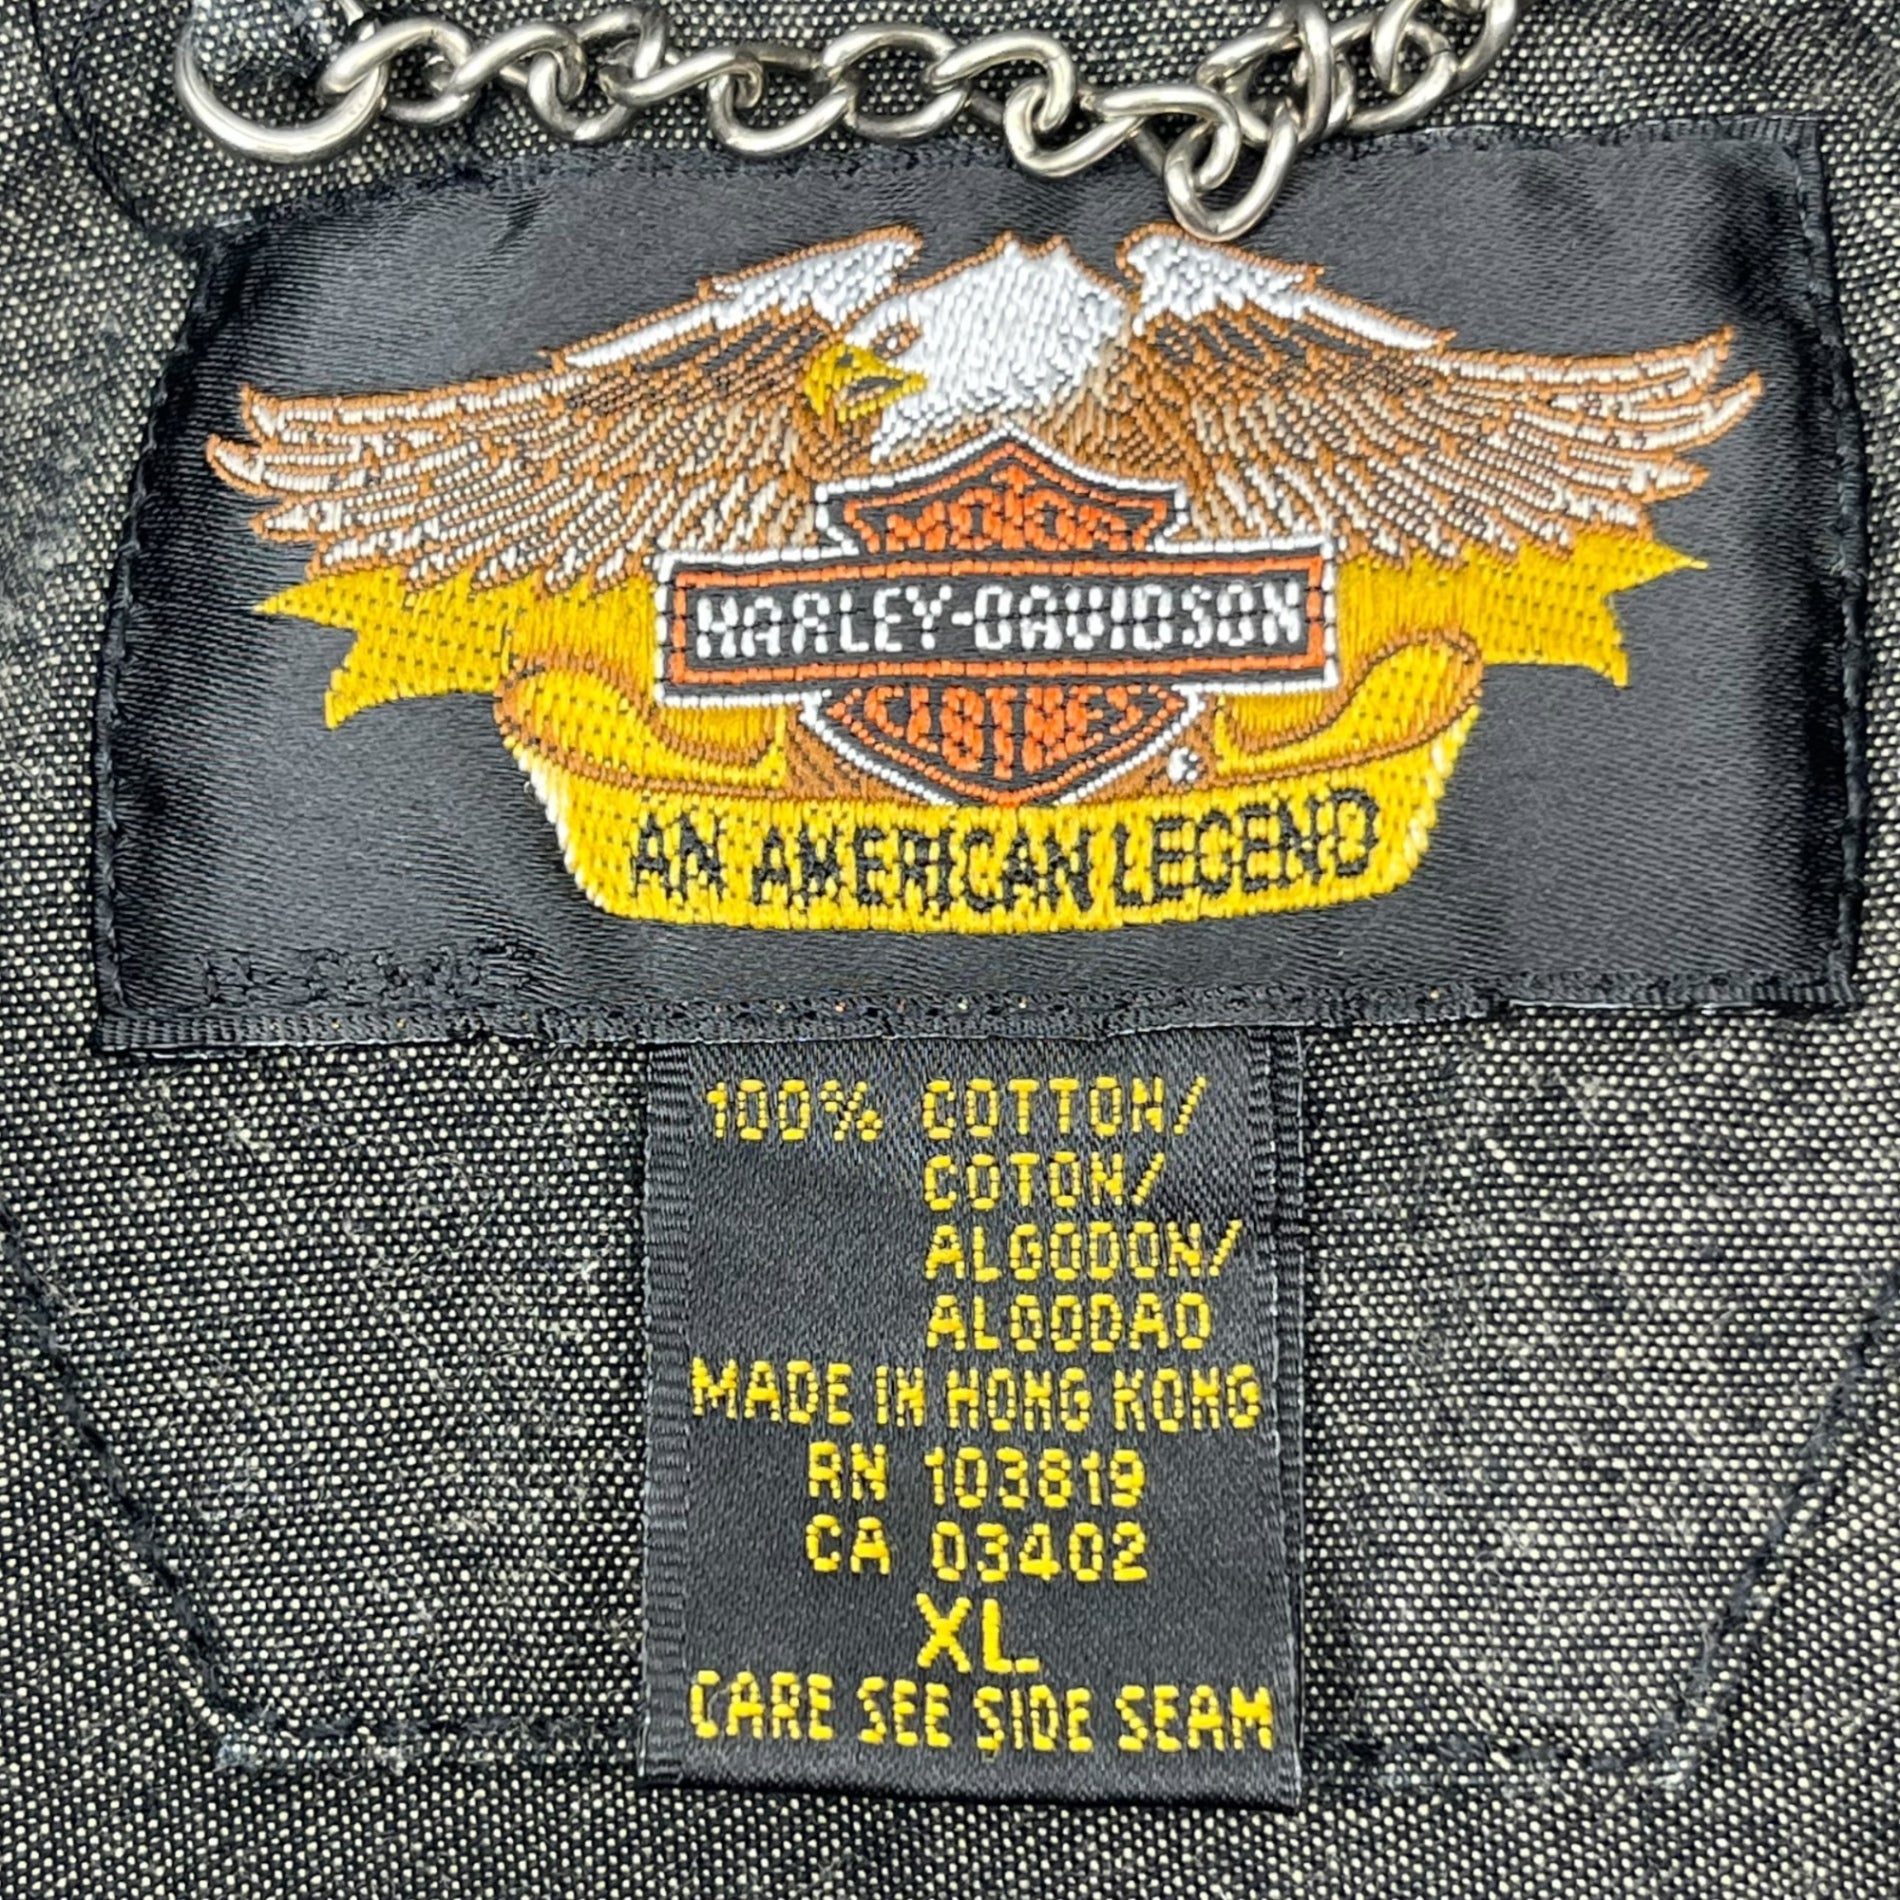 MOTOR
HARLEY-DAVIDSON
CLOTHES
®
AN AMERICAN LEGEND
100% COTTON/
COTON/
ALGODON/
ALGODAO
MADE IN HONG KONG
RN 103819
CA 03402
XL
CARE SEE SIDE SEAM